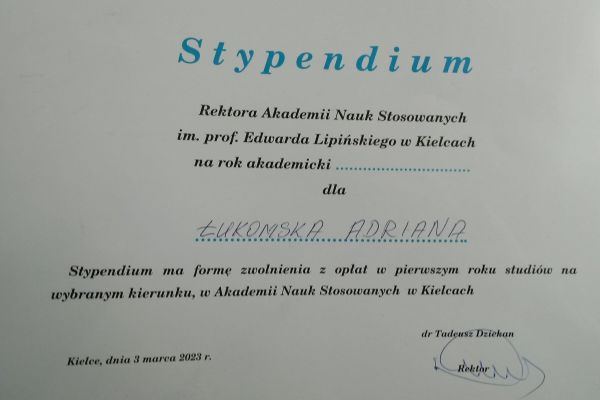 Stypendium
Rektora Akademii Nauk Stosowanych
im. prof. Edwarda Lipińskiego w Kielcach
na rok akademicki ..............................
dla
ŁUKOMSKA ADRIANA
Stypendium ma formę zwolnienia z opłat w pierwszym roku studiów na
wybranym kierunku, w Akademii Nauk Stosowanych w Kielcach
dr Tadeusz Dziekan
Kielce, dnia 3 marca 2023 r.
Rektor